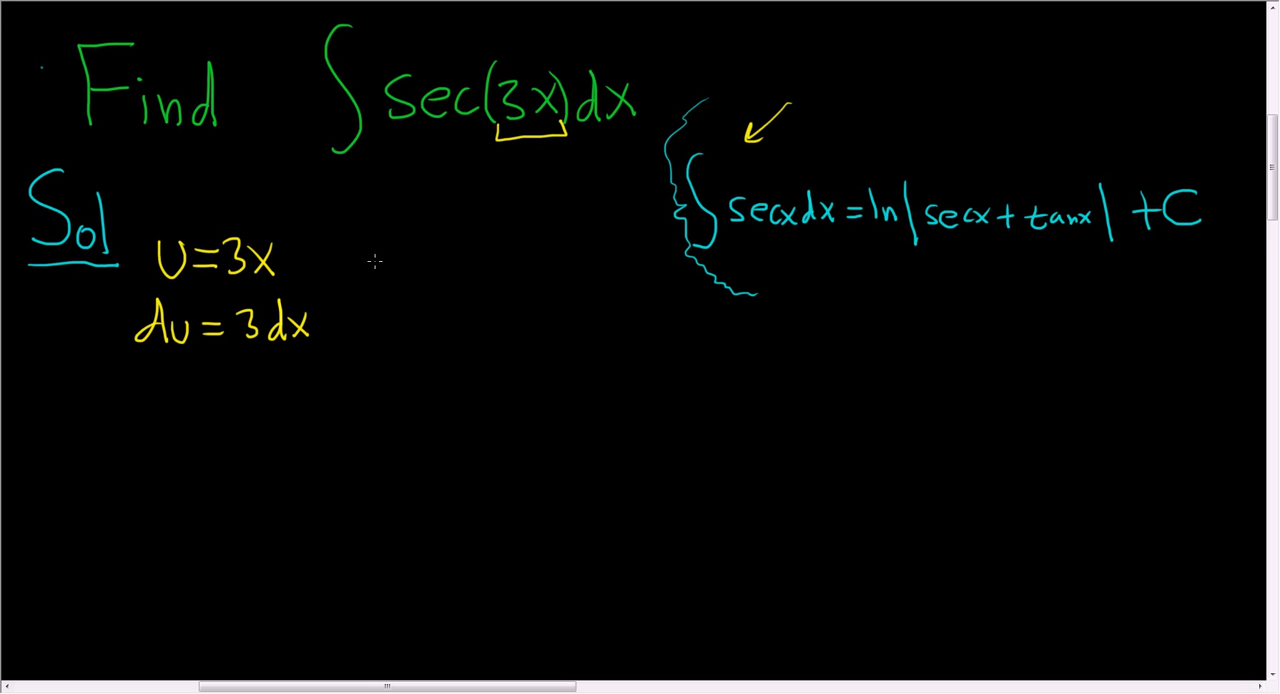 Find ∫ sec(3x)dx
Sol
∫ secxdx = ln|secx + tanx| + C
U = 3x
du = 3dx